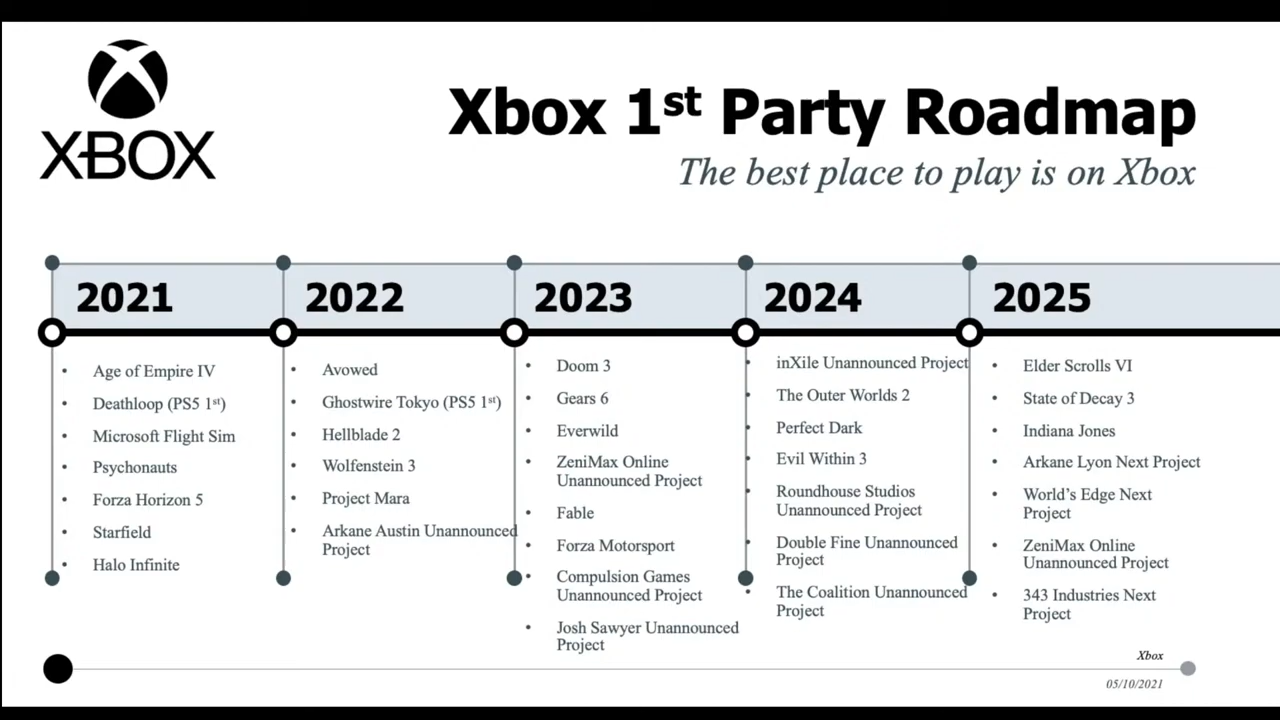 XBOX
Xbox 1st Party Roadmap
The best place to play is on Xbox
2021
• Age of Empire IV
• Deathloop (PS5 1st)
• Microsoft Flight Sim
• Psychonauts
• Forza Horizon 5
• Starfield
• Halo Infinite
2022
• Avowed
• Ghostwire Tokyo (PS5 1st)
• Hellblade 2
• Wolfenstein 3
• Project Mara
• Arkane Austin Unannounced
Project
2023
• Doom 3
• Gears 6
• Everwild
• ZeniMax Online
Unannounced Project
• Fable
• Forza Motorsport
• Compulsion Games
Unannounced Project
• Josh Sawyer Unannounced
Project
2024
• inXile Unannounced Project
• The Outer Worlds 2
• Perfect Dark
• Evil Within 3
• Roundhouse Studios
Unannounced Project
• Double Fine Unannounced
Project
• The Coalition Unannounced
Project
2025
• Elder Scrolls VI
• State of Decay 3
• Indiana Jones
• Arkane Lyon Next Project
• World’s Edge Next
Project
• ZeniMax Online
Unannounced Project
• 343 Industries Next
Project
Xbox
05/10/2021